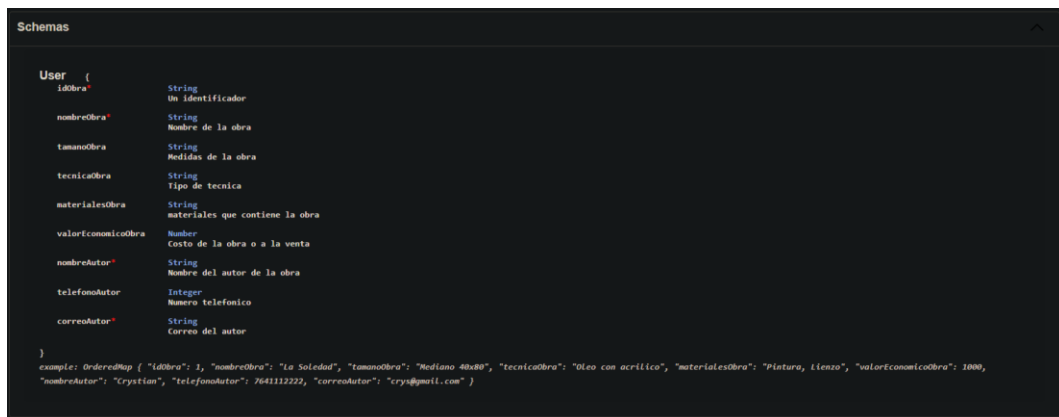 Schemas
User {
idObra* String
Un identificador
nombreObra* String
Nombre de la obra
tamanoObra String
Medidas de la obra
tecnicaObra String
Tipo de tecnica
materialesObra String
materiales que contiene la obra
valorEconomicoObra Number
Costo de la obra o a la venta
nombreAutor* String
Nombre del autor de la obra
telefonoAutor Integer
Numero telefonico
correoAutor* String
Correo del autor
}
example: OrderedMap { "idObra": 1, "nombreObra": "La Soledad", "tamanoObra": "Mediano 40x80", "tecnicaObra": "Oleo con acrilico", "materialesObra": "Pintura, Lienzo", "valorEconomicoObra": 1000,
"nombreAutor": "Crystian", "telefonoAutor": 7641112222, "correoAutor": "crys@gmail.com" }